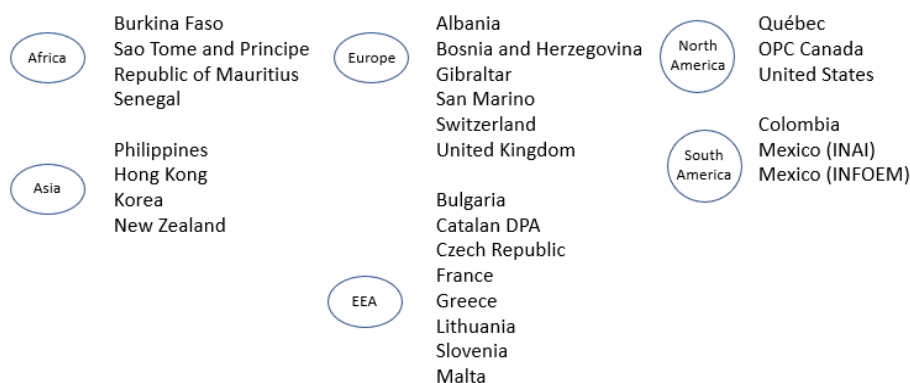 Africa
Burkina Faso
Sao Tome and Principe
Republic of Mauritius
Senegal
Asia
Philippines
Hong Kong
Korea
New Zealand
Europe
Albania
Bosnia and Herzegovina
Gibraltar
San Marino
Switzerland
United Kingdom
EEA
Bulgaria
Catalan DPA
Czech Republic
France
Greece
Lithuania
Slovenia
Malta
North
America
Québec
OPC Canada
United States
South
America
Colombia
Mexico (INAI)
Mexico (INFOEM)